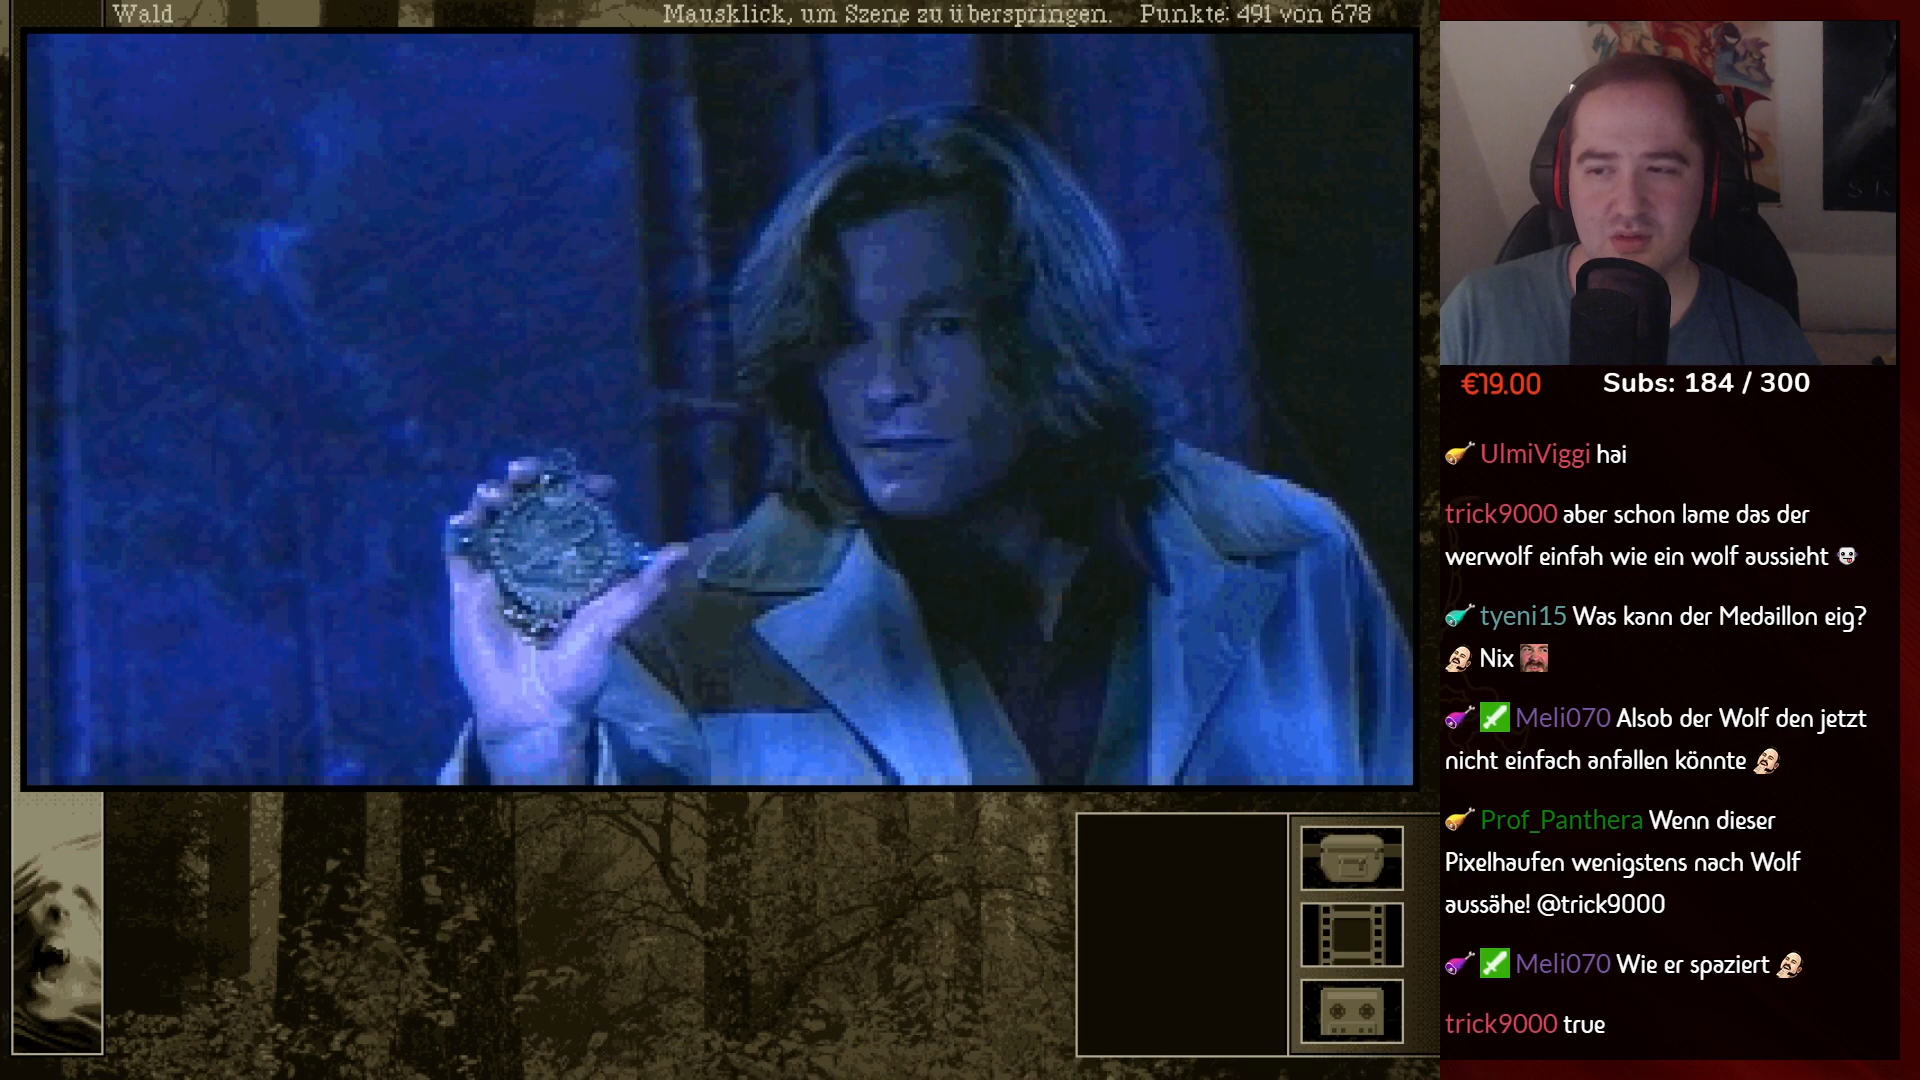 Wald
Mausklick, um Szene zu überspringen. Punkte: 491 von 678
€19.00 Subs: 184 / 300
UlmiViggi hai
trick9000 aber schon lame das der
werwolf einfah wie ein wolf aussieht
tyeni15 Was kann der Medaillon eig?
Nix
Meli070 Alsob der Wolf den jetzt
nicht einfach anfallen könnte
Prof_Panthera Wenn dieser
Pixelhaufen wenigstens nach Wolf
aussähe! @trick9000
Meli070 Wie er spaziert
trick9000 true